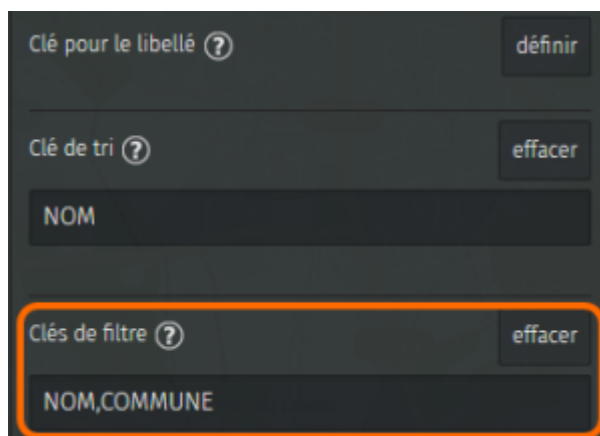 Clé pour le libellé ?
définir
Clé de tri ?
effacer
NOM
Clés de filtre ?
effacer
NOM,COMMUNE